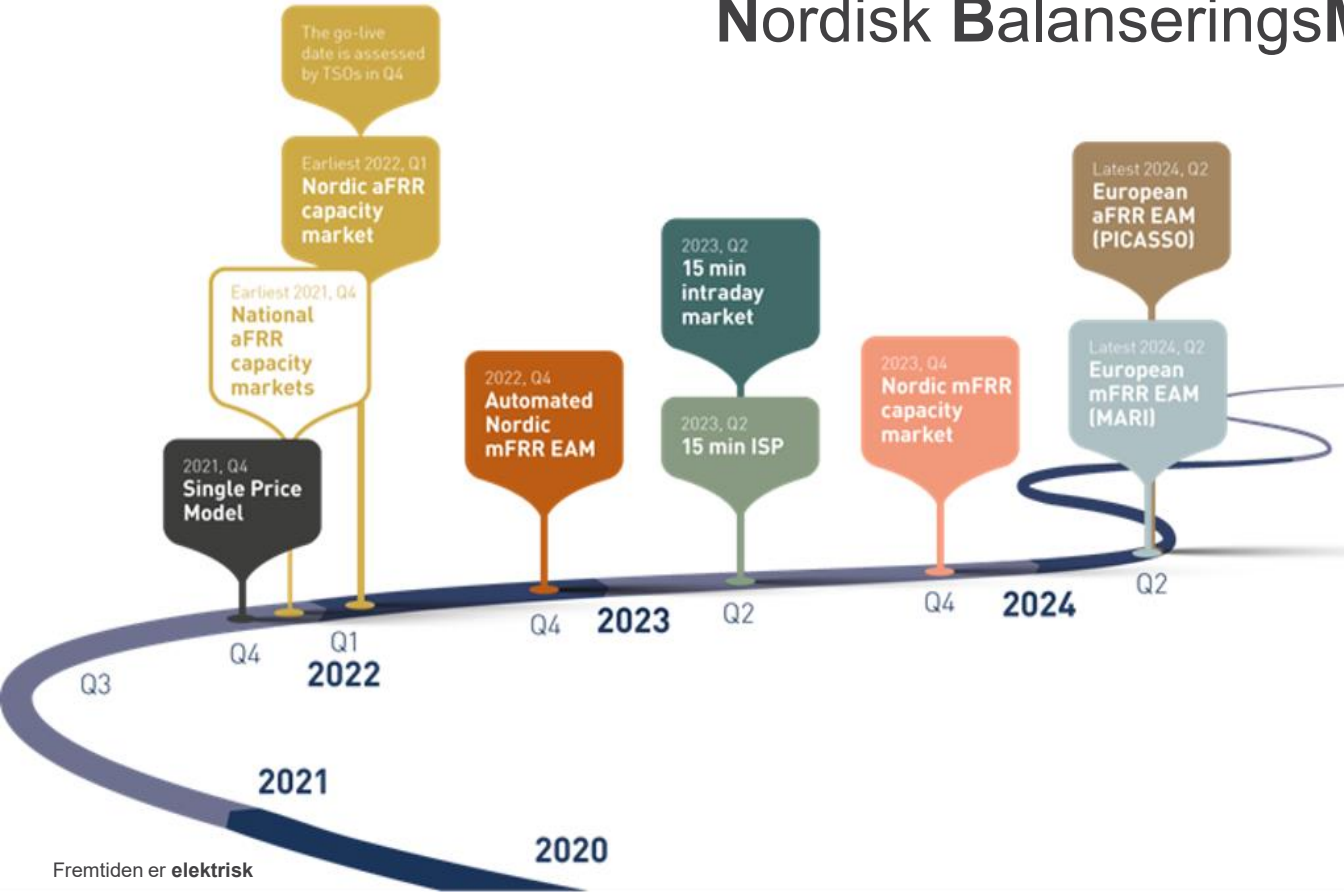 Nordisk BalanseringsM
The go-live
date is assessed
by TSOs in Q4
Earliest 2022, Q1
Nordic aFRR
capacity
market
Earliest 2021, Q4
National
aFRR
capacity
markets
2021, Q4
Single Price
Model
2022, Q4
Automated
Nordic
mFRR EAM
2023, Q2
15 min
intraday
market
2023, Q2
15 min ISP
2023, Q4
Nordic mFRR
capacity
market
Latest 2024, Q2
European
aFRR EAM
(PICASSO)
Latest 2024, Q2
European
mFRR EAM
(MARI)
Q3
Q4
Q1
2022
Q4
2023
Q2
Q4
2024
Q2
2021
2020
Fremtiden er elektrisk